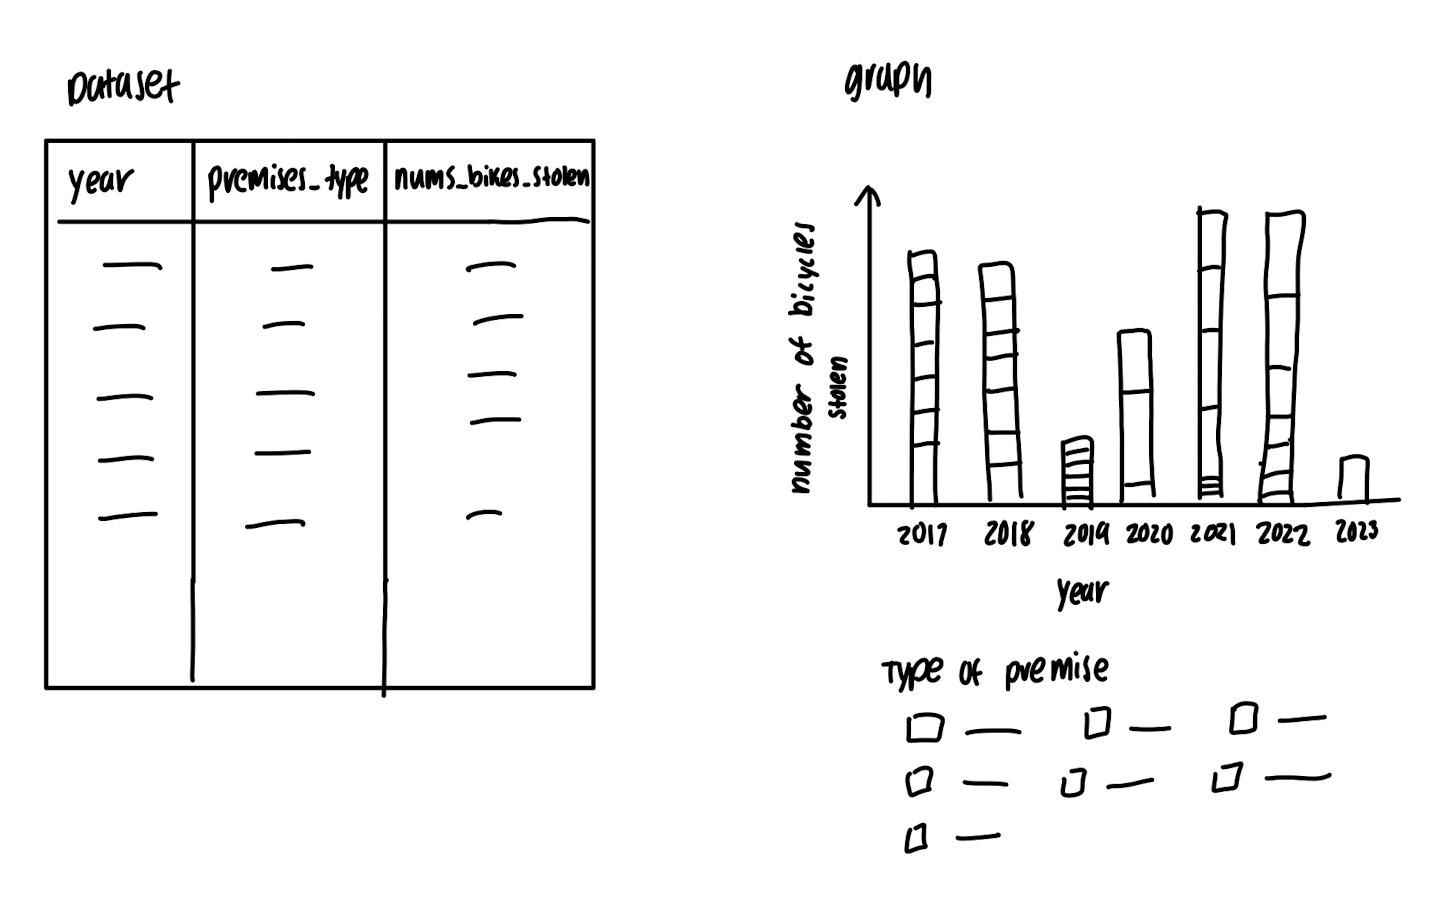 Dataset
year premises_type nums_bikes_stolen
graph
number of bicycles
stolen
2017 2018 2019 2020 2021 2022 2023
year
Type of premise